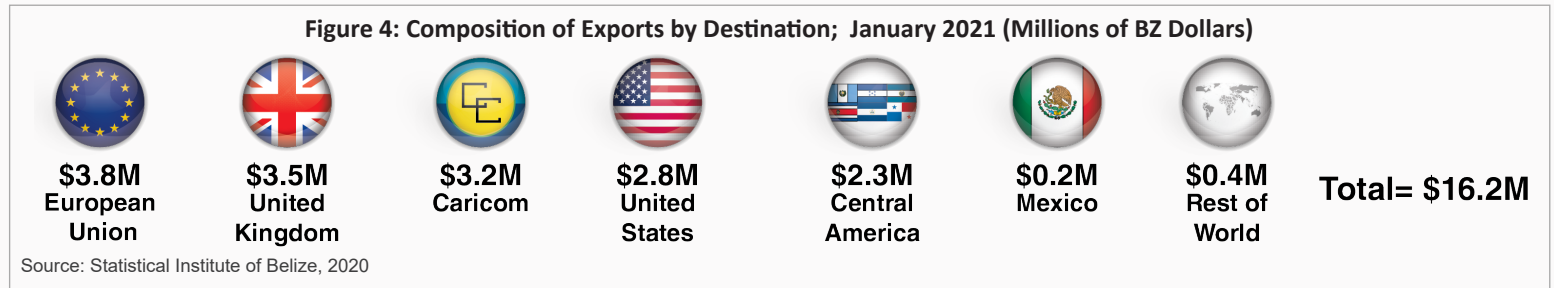 Figure 4: Composition of Exports by Destination; January 2021 (Millions of BZ Dollars)
$3.8M
European
Union
$3.5M
United
Kingdom
$3.2M
Caricom
$2.8M
United
States
$2.3M
Central
America
$0.2M
Mexico
$0.4M
Rest of
World
Total= $16.2M
Source: Statistical Institute of Belize, 2020